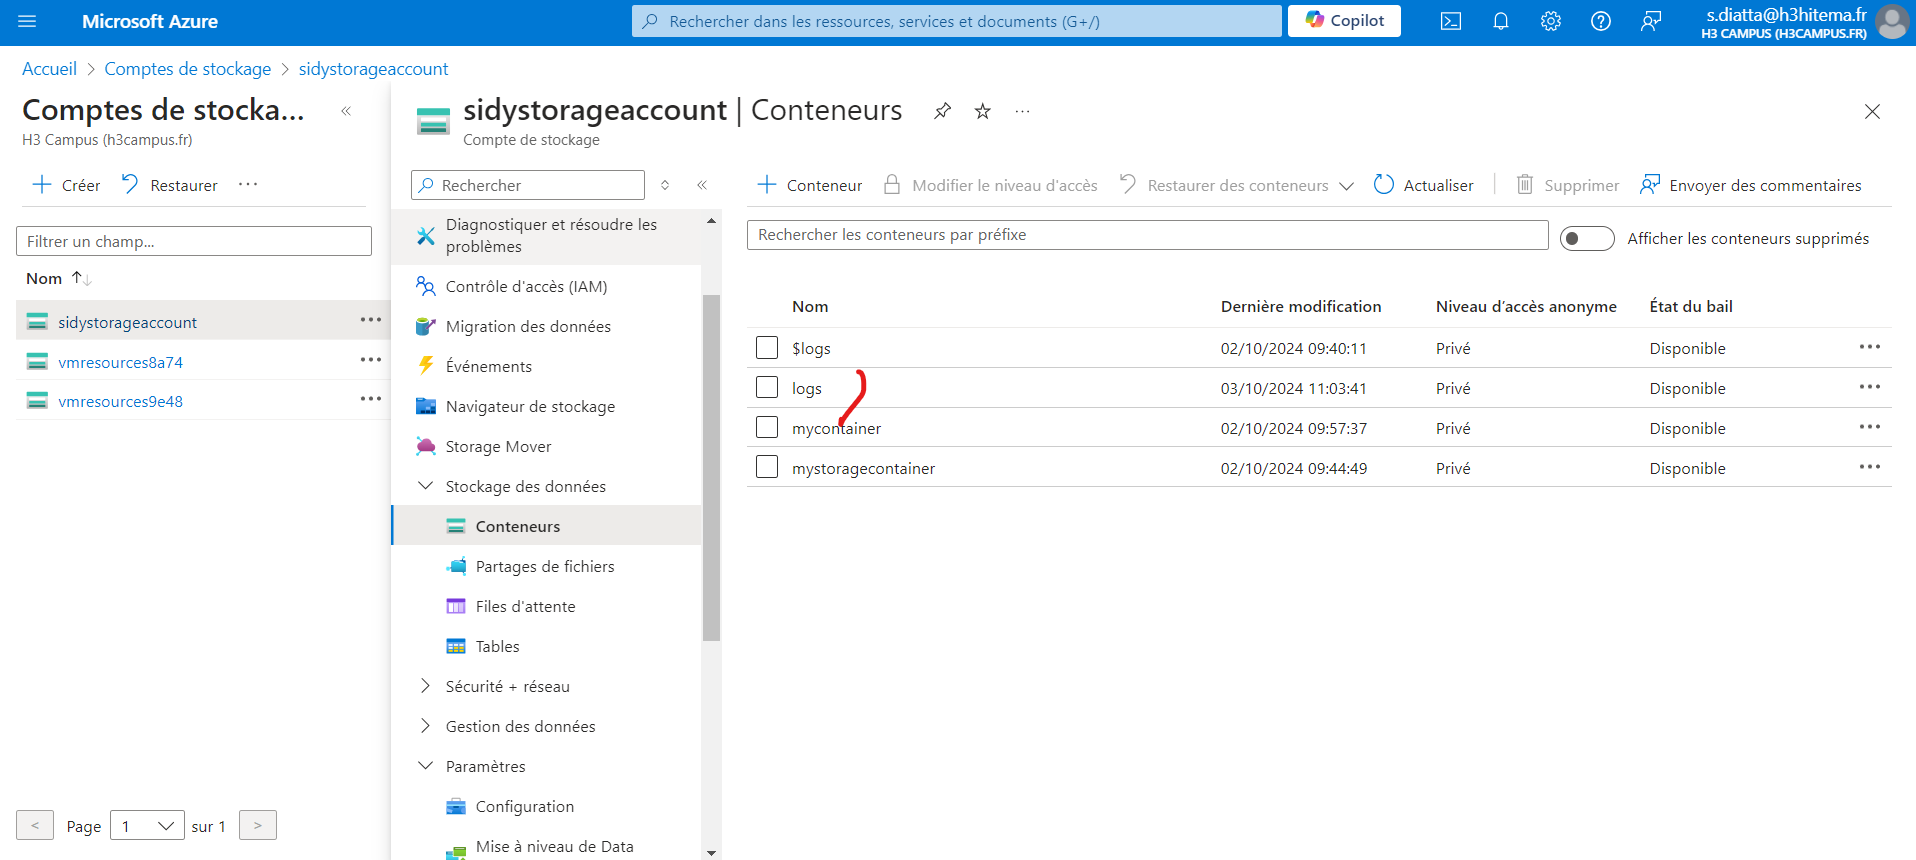 Microsoft Azure
Rechercher dans les ressources, services et documents (G+/)
Copilot
s.diatta@h3hitema.fr
H3 CAMPUS (H3CAMPUS.FR)
Accueil > Comptes de stockage > sidystorageaccount
Comptes de stocka...
H3 Campus (h3campus.fr)
Créer
Restaurer
Filtrer un champ...
Nom
sidystorageaccount
vmresources8a74
vmresources9e48
< Page 1 sur 1 >
sidystorageaccount | Conteneurs
Compte de stockage
Rechercher
Diagnostiquer et résoudre les
problèmes
Contrôle d'accès (IAM)
Migration des données
Événements
Navigateur de stockage
Storage Mover
Stockage des données
Conteneurs
Partages de fichiers
Files d'attente
Tables
Sécurité + réseau
Gestion des données
Paramètres
Configuration
Mise à niveau de Data
Conteneur
Modifier le niveau d'accès
Restaurer des conteneurs
Actualiser
Supprimer
Envoyer des commentaires
Rechercher les conteneurs par préfixe
Afficher les conteneurs supprimés
Nom Dernière modification Niveau d’accès anonyme État du bail
$logs 02/10/2024 09:40:11 Privé Disponible
logs 03/10/2024 11:03:41 Privé Disponible
mycontainer 02/10/2024 09:57:37 Privé Disponible
mystoragecontainer 02/10/2024 09:44:49 Privé Disponible